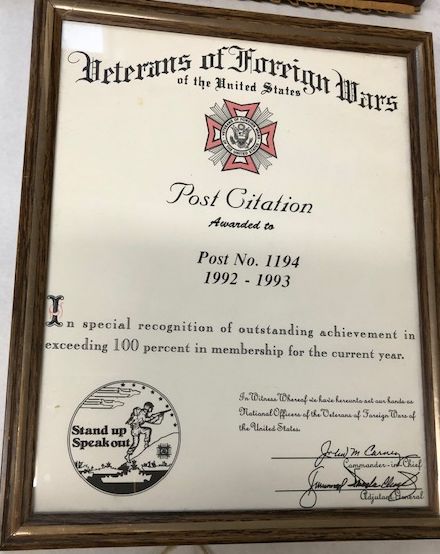 Veterans of Foreign Wars
of the United States
Post Citation
Awarded to
Post No. 1194
1992 - 1993
In special recognition of outstanding achievement in
exceeding 100 percent in membership for the current year.
Stand up
Speak out
In Witness Whereof we have hereunto set our hands as
National Officers of the Veterans of Foreign Wars of
the United States.
John M. Carney
Commander-in-Chief
Adjutant General